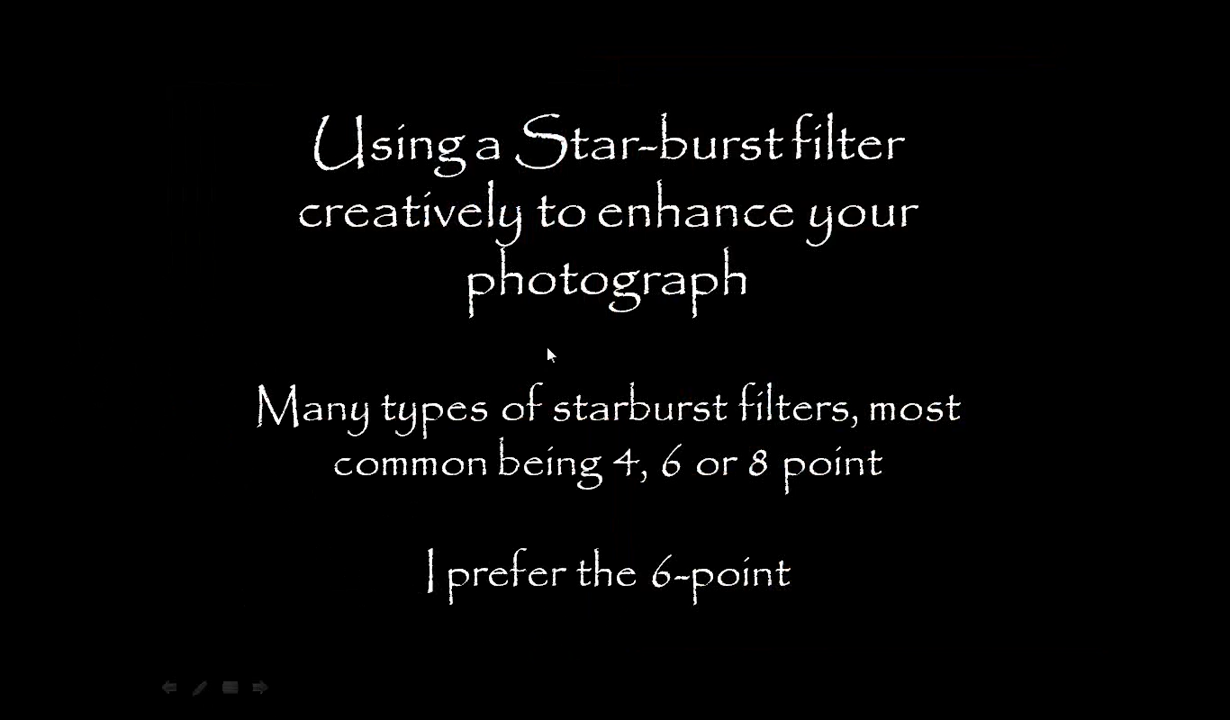 Using a Star-burst filter
creatively to enhance your
photograph
Many types of starburst filters, most
common being 4, 6 or 8 point
I prefer the 6-point